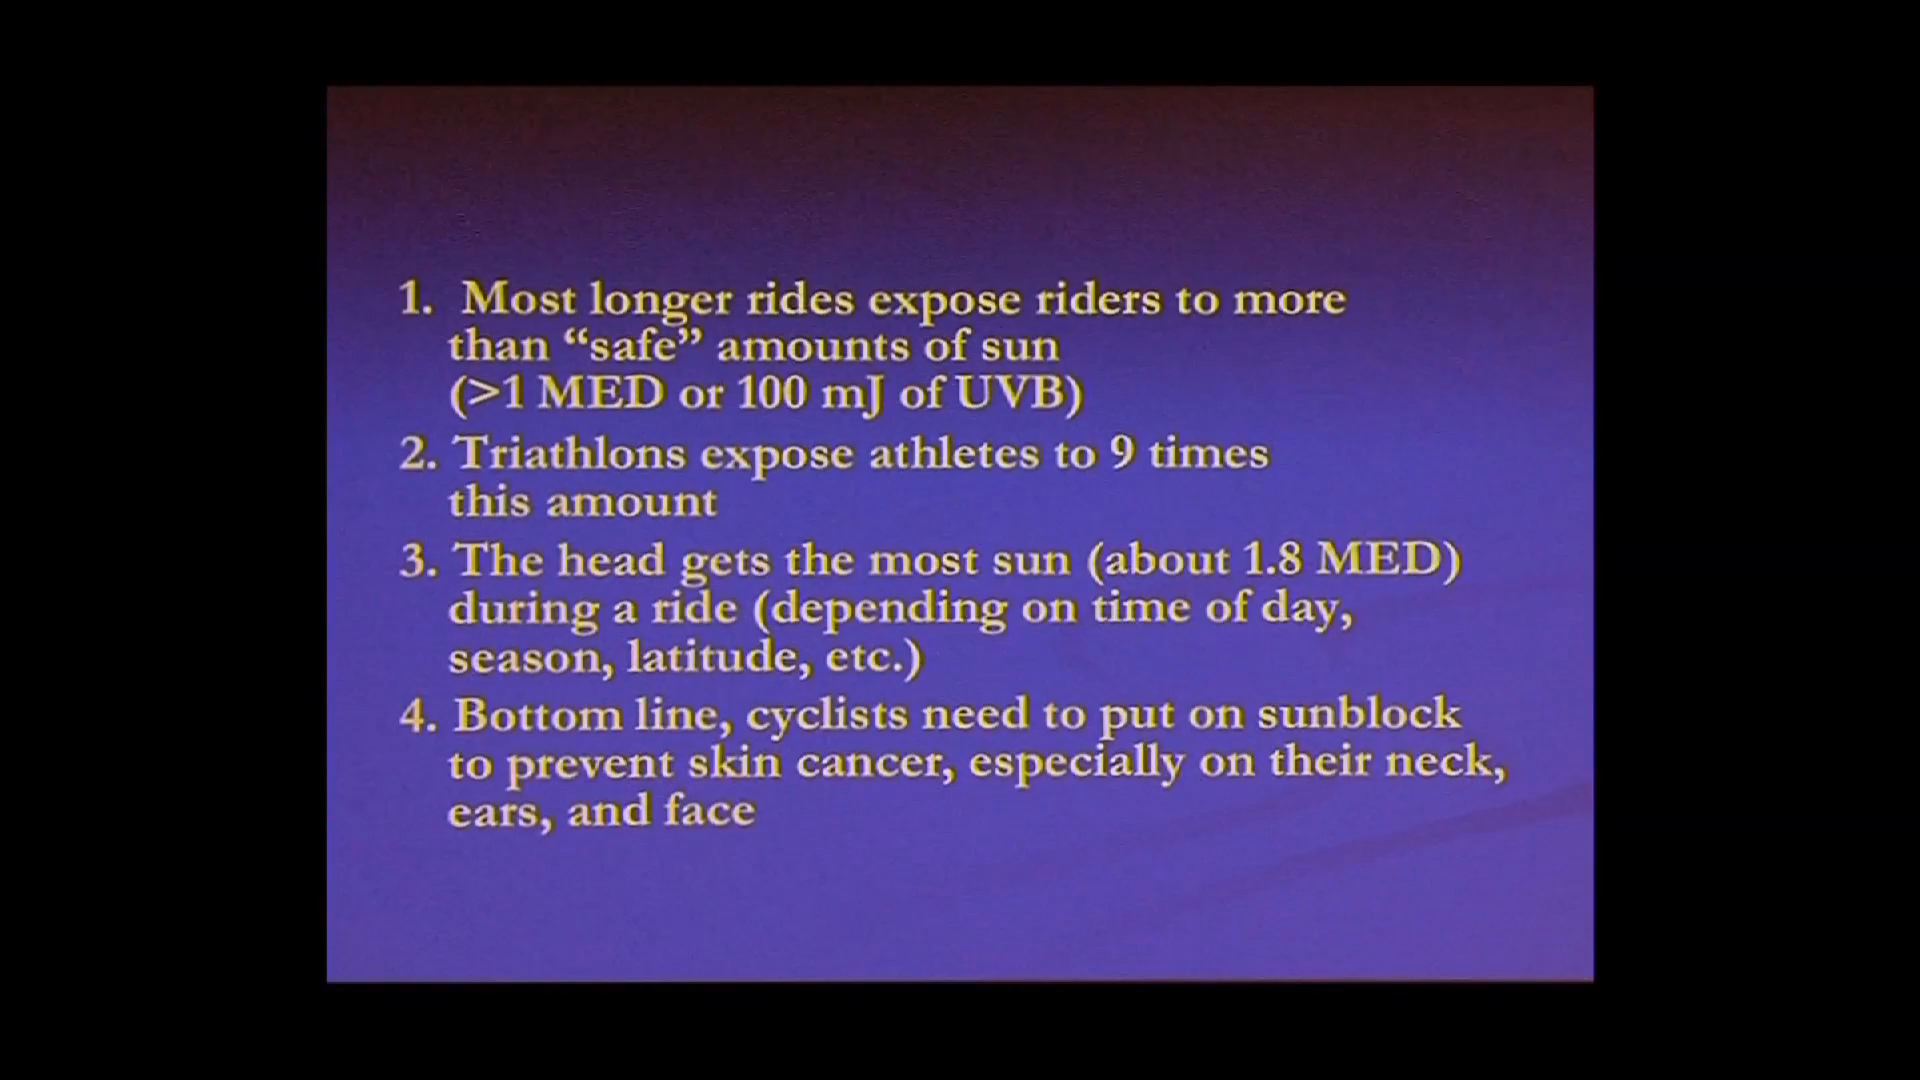 1. Most longer rides expose riders to more
than “safe” amounts of sun
(>1 MED or 100 mJ of UVB)
2. Triathlons expose athletes to 9 times
this amount
3. The head gets the most sun (about 1.8 MED)
during a ride (depending on time of day,
season, latitude, etc.)
4. Bottom line, cyclists need to put on sunblock
to prevent skin cancer, especially on their neck,
ears, and face